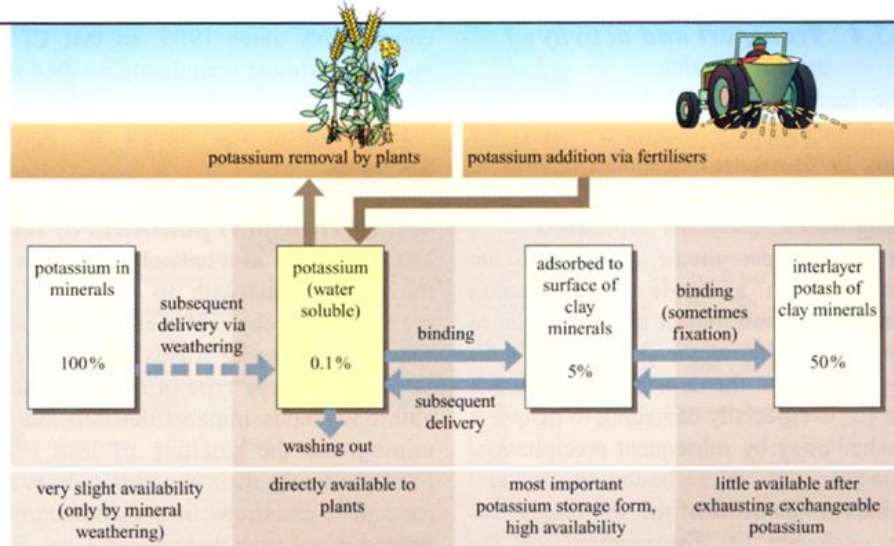 potassium removal by plants
potassium addition via fertilisers
potassium in
minerals
100%
subsequent
delivery via
weathering
potassium
(water
soluble)
0.1%
washing out
binding
subsequent
delivery
adsorbed to
surface of
clay
minerals
5%
binding
(sometimes
fixation)
interlayer
potash of
clay minerals
50%
very slight availability
(only by mineral
weathering)
directly available to
plants
most important
potassium storage form,
high availability
little available after
exhausting exchangeable
potassium